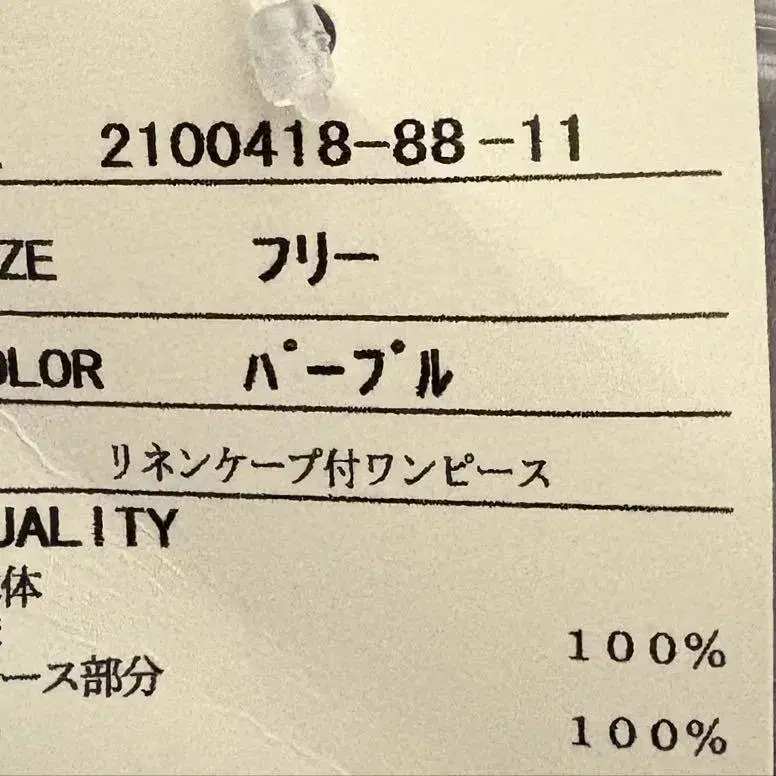 2100418-88-11
ZE フリー
OLOR パープル
リネンケープ付ワンピース
UALITY
体
100%
ース部分
100%